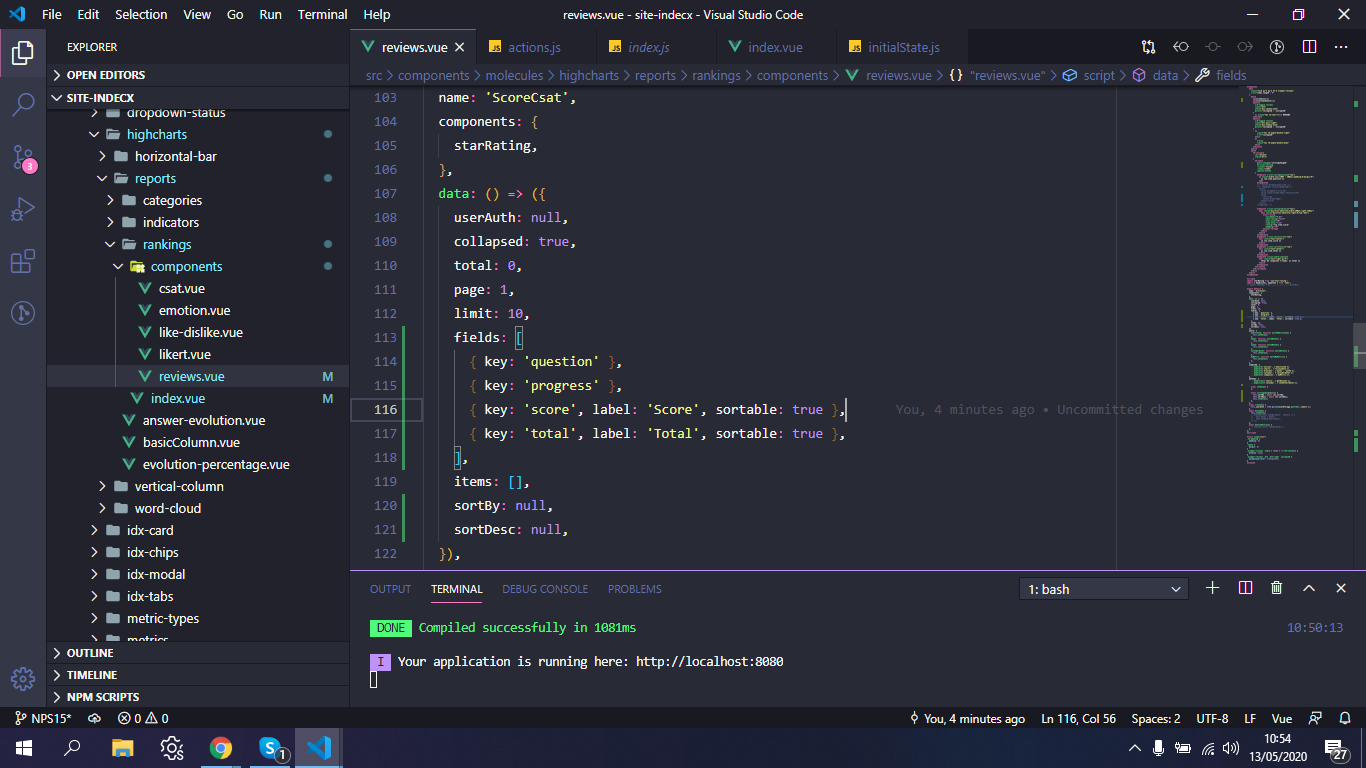 File Edit Selection View Go Run Terminal Help
reviews.vue - site-indecx - Visual Studio Code
EXPLORER
OPEN EDITORS
SITE-INDECX
dropdown-status
highcharts
horizontal-bar
reports
categories
indicators
rankings
components
csat.vue
emotion.vue
like-dislike.vue
likert.vue
reviews.vue M
index.vue M
answer-evolution.vue
basicColumn.vue
evolution-percentage.vue
vertical-column
word-cloud
idx-card
idx-chips
idx-modal
idx-tabs
metric-types
metrics
OUTLINE
TIMELINE
NPM SCRIPTS
3
reviews.vue
JS actions.js
JS index.js
index.vue
JS initialState.js
src > components > molecules > highcharts > reports > rankings > components > reviews.vue > {} "reviews.vue" > script > data > fields
103 name: 'ScoreCsat',
104 components: {
105 starRating,
106 },
107 data: () => ({
108 userAuth: null,
109 collapsed: true,
110 total: 0,
111 page: 1,
112 limit: 10,
113 fields: [
114 { key: 'question' },
115 { key: 'progress' },
116 { key: 'score', label: 'Score', sortable: true }, You, 4 minutes ago • Uncommitted changes
117 { key: 'total', label: 'Total', sortable: true },
118 ],
119 items: [],
120 sortBy: null,
121 sortDesc: null,
122 }),
OUTPUT TERMINAL DEBUG CONSOLE PROBLEMS
1: bash
DONE Compiled successfully in 1081ms 10:50:13
I Your application is running here: http://localhost:8080
NPS15* 0 0
You, 4 minutes ago Ln 116, Col 56 Spaces: 2 UTF-8 LF Vue
1
10:54
13/05/2020
27